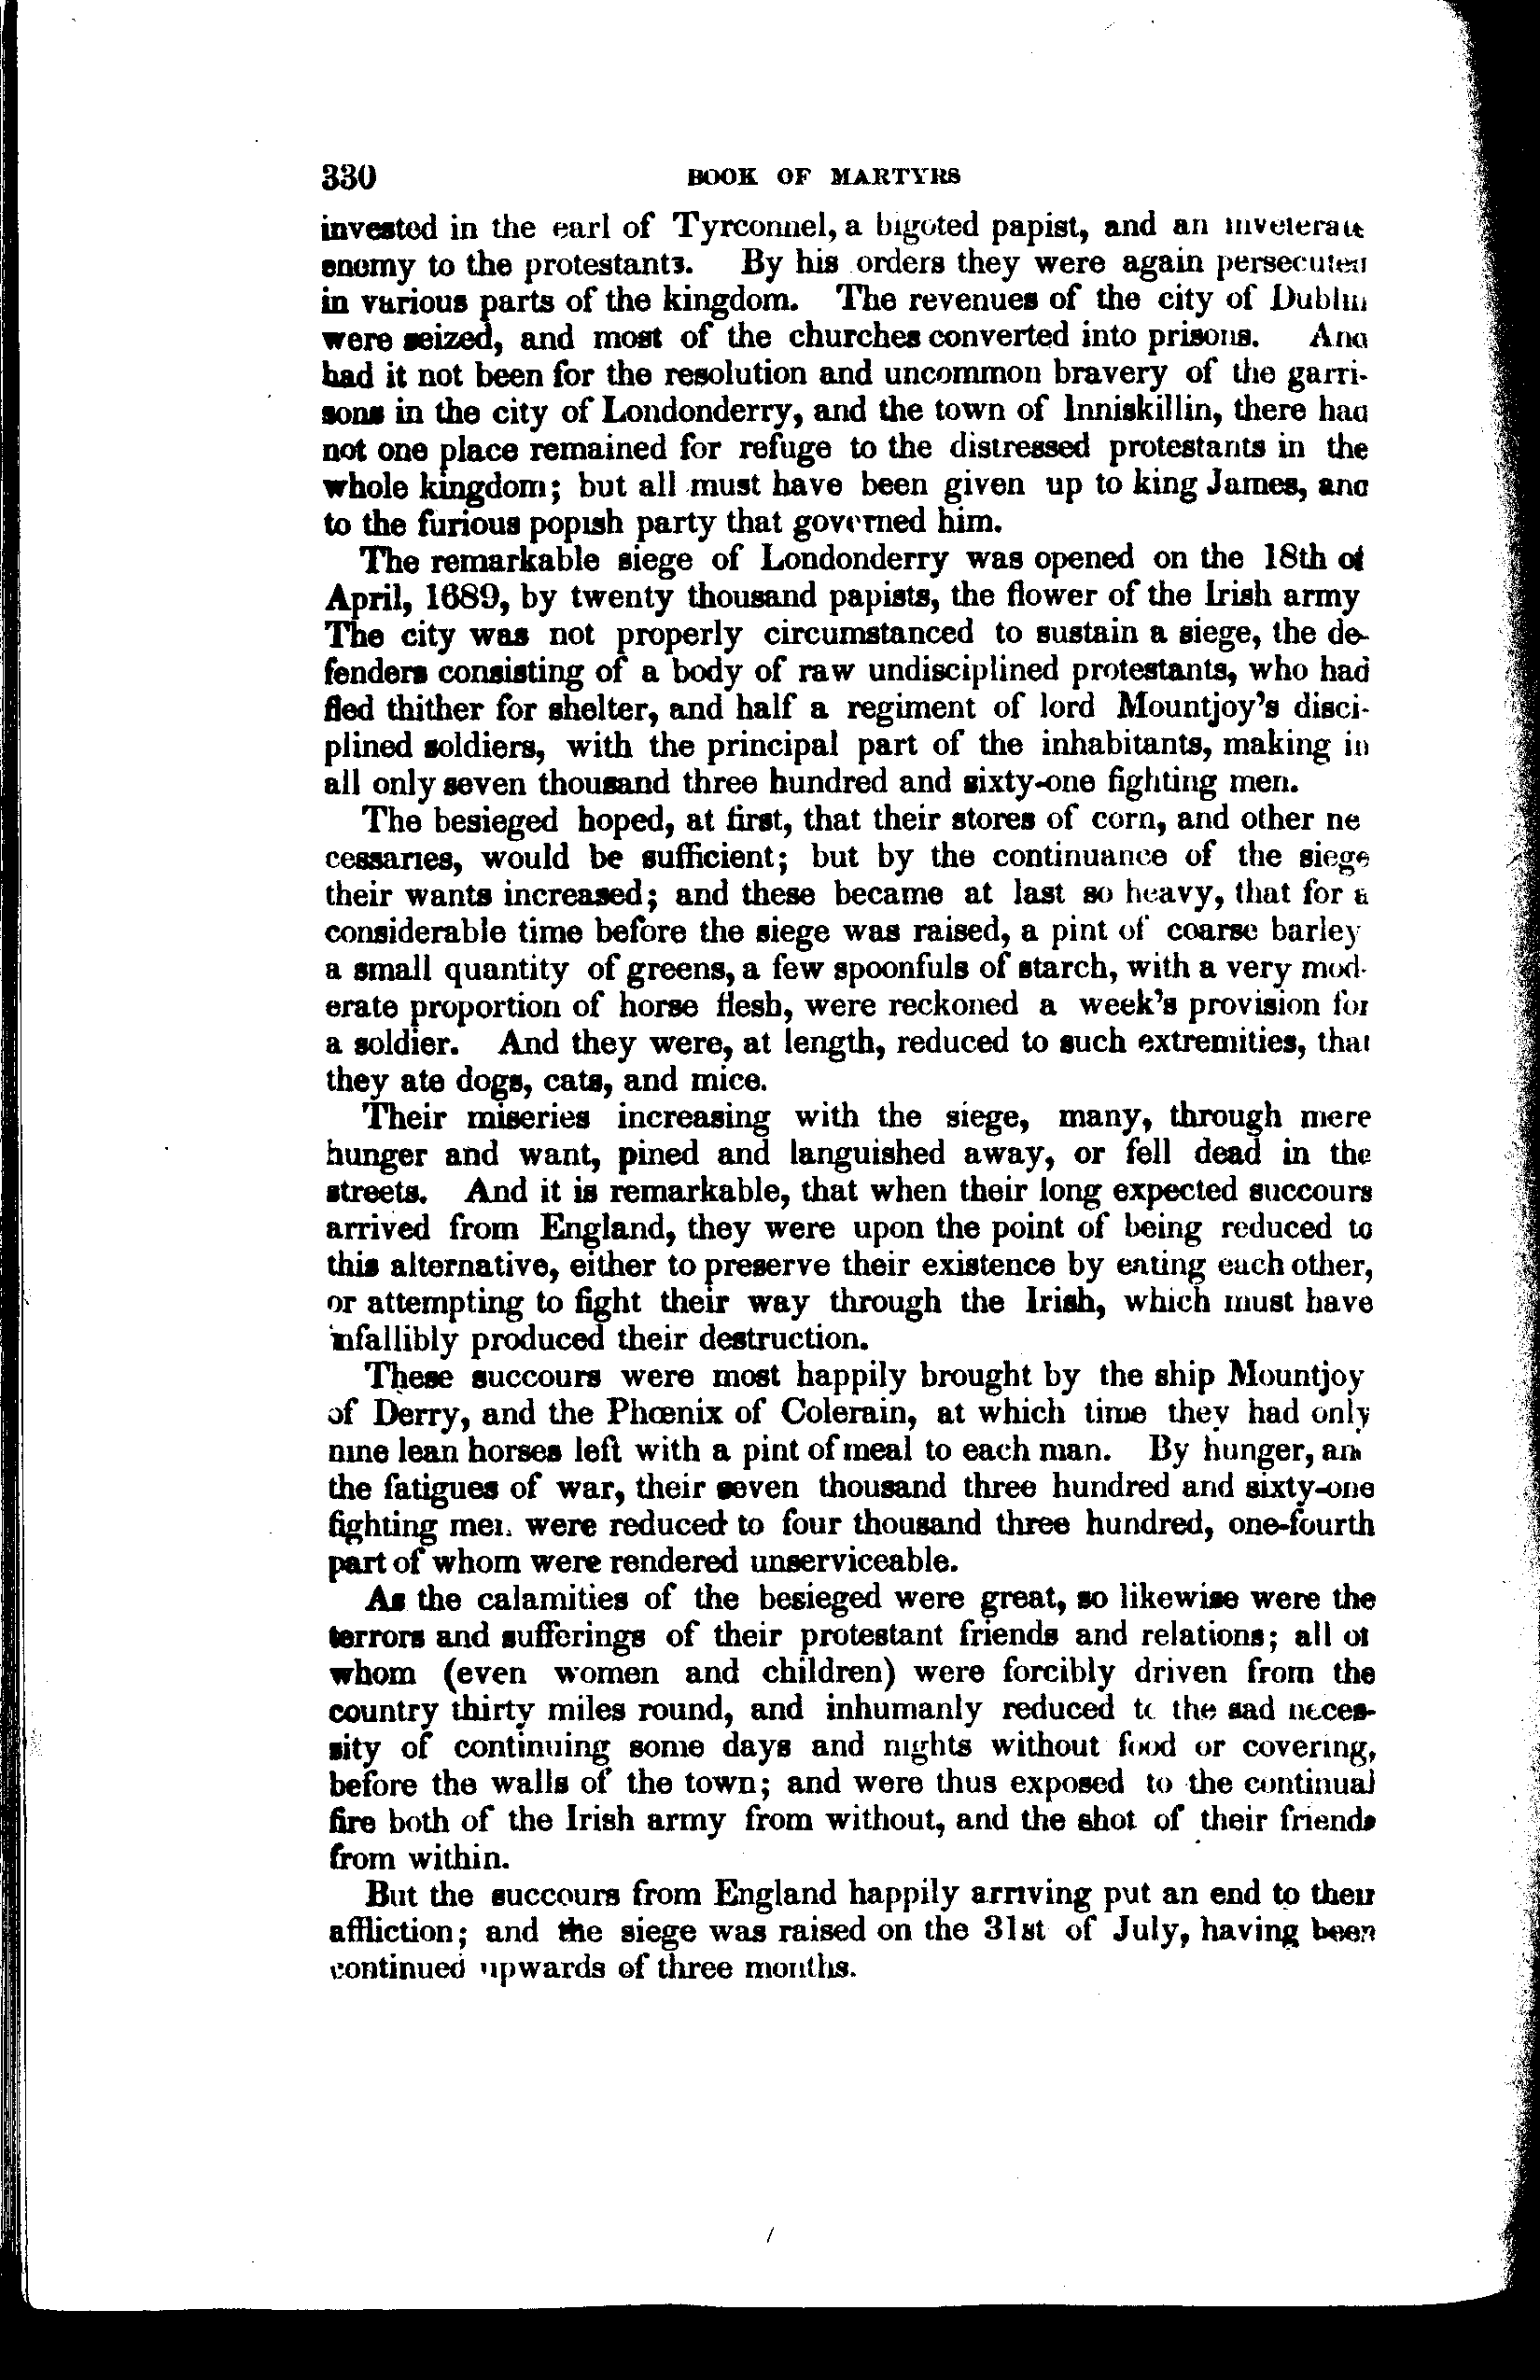 330 BOOK OF MARTYRS
invested in the earl of Tyrconnel, a bigoted papist, and an inveterate
enemy to the protestants. By his orders they were again persecuted
in various parts of the kingdom. The revenues of the city of Dublin
were seized, and most of the churches converted into prisons. And
had it not been for the resolution and uncommon bravery of the garri-
sons in the city of Londonderry, and the town of Inniskillin, there had
not one place remained for refuge to the distressed protestants in the
whole kingdom; but all must have been given up to king James, and
to the furious popish party that governed him.
The remarkable siege of Londonderry was opened on the 18th of
April, 1689, by twenty thousand papists, the flower of the Irish army
The city was not properly circumstanced to sustain a siege, the de-
fenders consisting of a body of raw undisciplined protestants, who had
fled thither for shelter, and half a regiment of lord Mountjoy's disci-
plined soldiers, with the principal part of the inhabitants, making in
all only seven thousand three hundred and sixty-one fighting men.
The besieged hoped, at first, that their stores of corn, and other ne
cessaries, would be sufficient; but by the continuance of the siege
their wants increased; and these became at last so heavy, that for a
considerable time before the siege was raised, a pint of coarse barley
a small quantity of greens, a few spoonfuls of starch, with a very mod-
erate proportion of horse flesh, were reckoned a week's provision for
a soldier. And they were, at length, reduced to such extremities, that
they ate dogs, cats, and mice.
Their miseries increasing with the siege, many, through mere
hunger and want, pined and languished away, or fell dead in the
streets. And it is remarkable, that when their long expected succours
arrived from England, they were upon the point of being reduced to
this alternative, either to preserve their existence by eating each other,
or attempting to fight their way through the Irish, which must have
infallibly produced their destruction.
These succours were most happily brought by the ship Mountjoy
of Derry, and the Phœnix of Colerain, at which time they had only
nine lean horses left with a pint of meal to each man. By hunger, and
the fatigues of war, their seven thousand three hundred and sixty-one
fighting men were reduced to four thousand three hundred, one-fourth
part of whom were rendered unserviceable.
As the calamities of the besieged were great, so likewise were the
terrors and sufferings of their protestant friends and relations; all of
whom (even women and children) were forcibly driven from the
country thirty miles round, and inhumanly reduced to the sad neces-
sity of continuing some days and nights without food or covering,
before the walls of the town; and were thus exposed to the continual
fire both of the Irish army from without, and the shot of their friends
from within.
But the succours from England happily arriving put an end to their
affliction; and the siege was raised on the 31st of July, having been
continued upwards of three months.